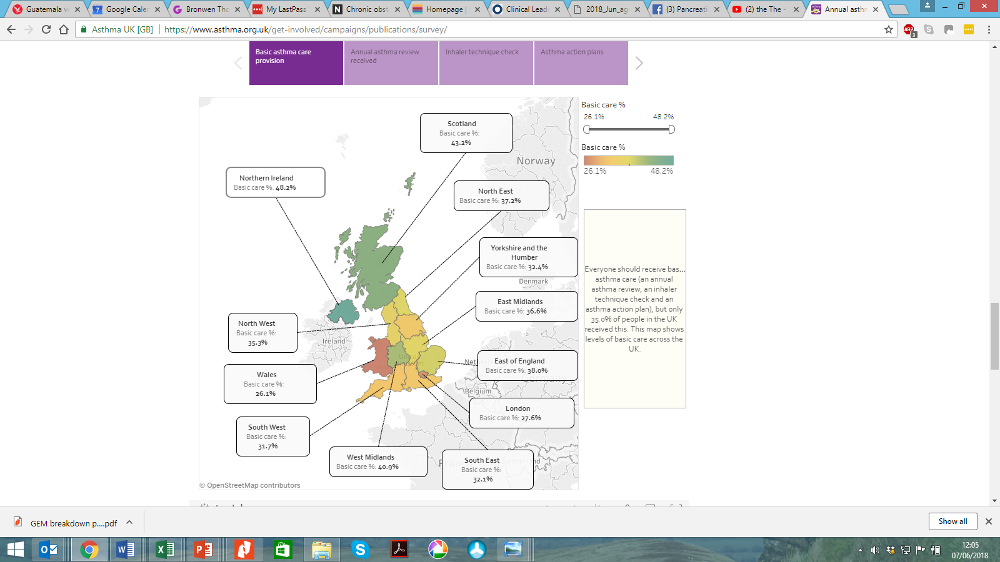 Guatemala v
Google Caler
Bronwen Tho
My LastPass
Chronic obst
Homepage |
Clinical Lead
2018_Jun_ag
(3) Pancreati
(2) the The -
Annual asthm
Asthma UK [GB]
https://www.asthma.org.uk/get-involved/campaigns/publications/survey/
ABP
3
Basic asthma care
provision
Annual asthma review
received
Inhaler technique check
Asthma action plans
Scotland
Basic care %:
43.2%
Northern Ireland
Basic care %: 48.2%
North East
Basic care %: 37.2%
Yorkshire and the
Humber
Basic care %: 32.4%
East Midlands
Basic care %: 36.6%
North West
Basic care %:
35.3%
East of England
Basic care %: 38.0%
Wales
Basic care %:
26.1%
London
Basic care %: 27.6%
South West
Basic care %:
31.7%
West Midlands
Basic care %: 40.9%
South East
Basic care %:
32.1%
Norway
Denmark
Ireland
Belgium
© OpenStreetMap contributors
Basic care %
26.1% 48.2%
Basic care %
26.1% 48.2%
Everyone should receive bas...
asthma care (an annual
asthma review, an inhaler
technique check and an
asthma action plan), but only
35.0% of people in the UK
received this. This map shows
levels of basic care across the
UK.
GEM breakdown p....pdf
Show all
12:05
07/06/2018